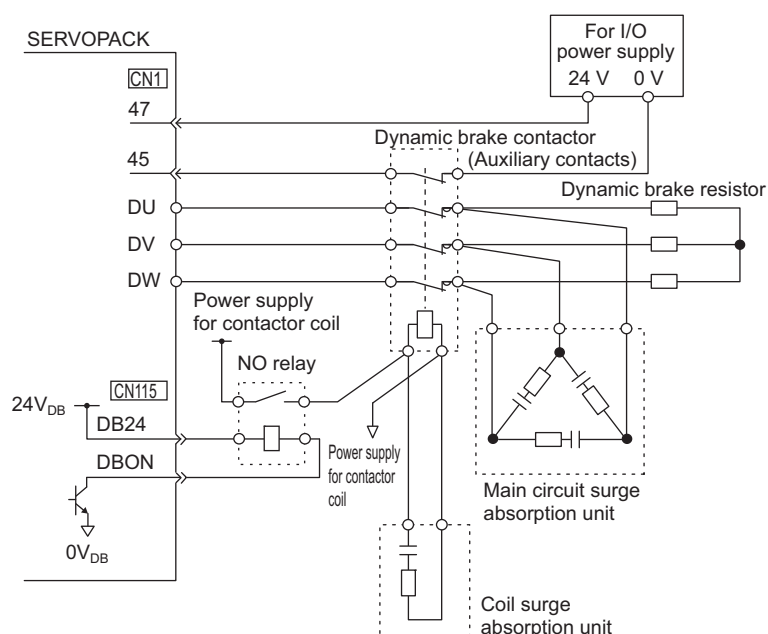 SERVOPACK
For I/O
power supply
24 V 0 V
CN1
47
Dynamic brake contactor
(Auxiliary contacts)
45
Dynamic brake resistor
DU
DV
DW
Power supply
for contactor coil
NO relay
CN115
24VDB
DB24
DBON
Power supply
for contactor
coil
0VDB
Main circuit surge
absorption unit
Coil surge
absorption unit